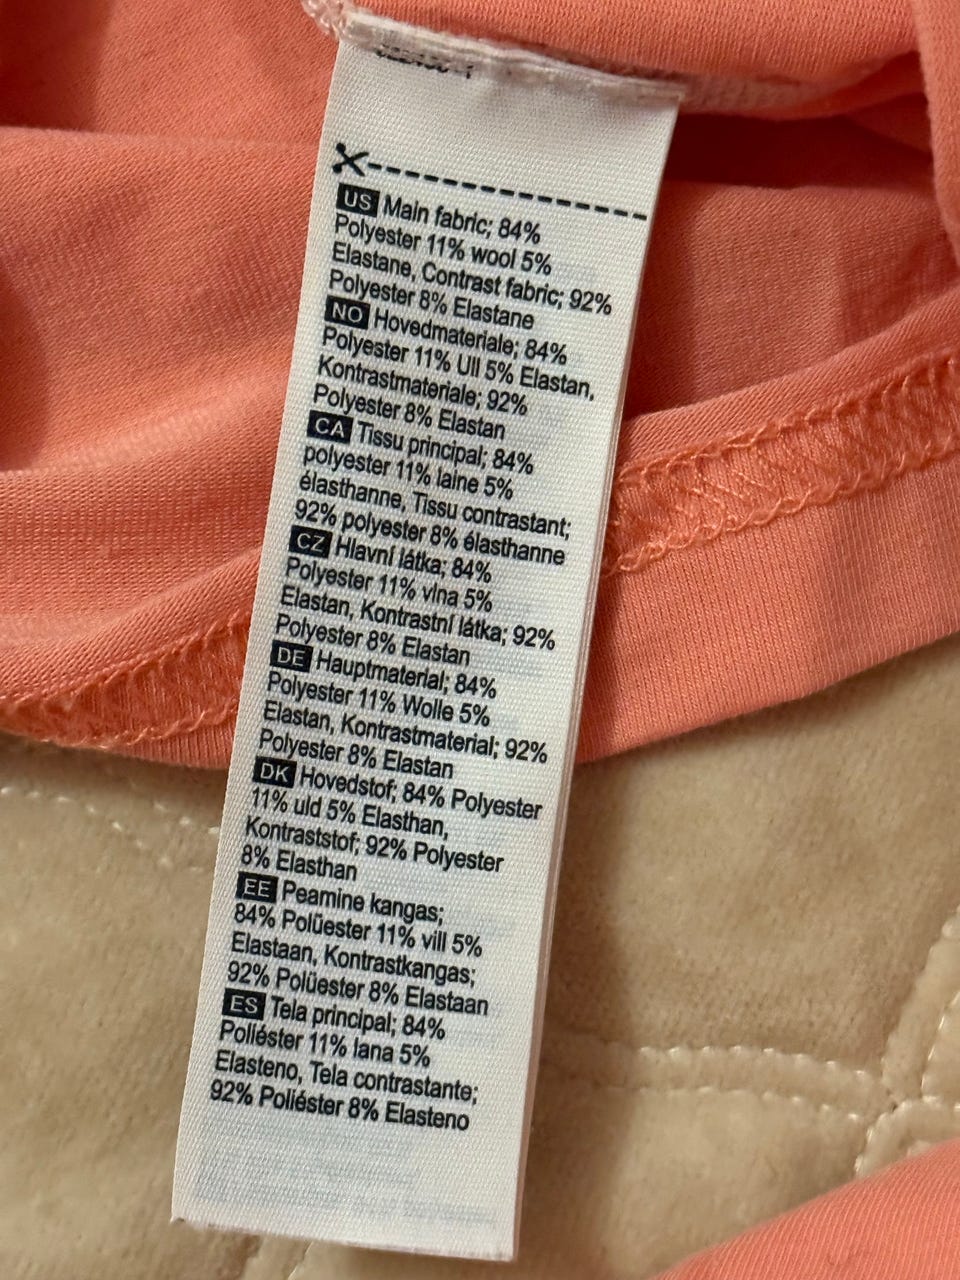 US Main fabric; 84%
Polyester 11% wool 5%
Elastane, Contrast fabric; 92%
Polyester 8% Elastane
NO Hovedmateriale; 84%
Polyester 11% Ull 5% Elastan,
Kontrastmateriale; 92%
Polyester 8% Elastan
CA Tissu principal; 84%
polyester 11% laine 5%
élasthanne, Tissu contrastant;
92% polyester 8% élasthanne
CZ Hlavní látka; 84%
Polyester 11% vlna 5%
Elastan, Kontrastní látka; 92%
Polyester 8% Elastan
DE Hauptmaterial; 84%
Polyester 11% Wolle 5%
Elastan, Kontrastmaterial; 92%
Polyester 8% Elastan
DK Hovedstof; 84% Polyester
11% uld 5% Elasthan,
Kontraststof; 92% Polyester
8% Elasthan
EE Peamine kangas;
84% Polüester 11% vill 5%
Elastaan, Kontrastkangas;
92% Polüester 8% Elastaan
ES Tela principal; 84%
Poliéster 11% lana 5%
Elasteno, Tela contrastante;
92% Poliéster 8% Elasteno